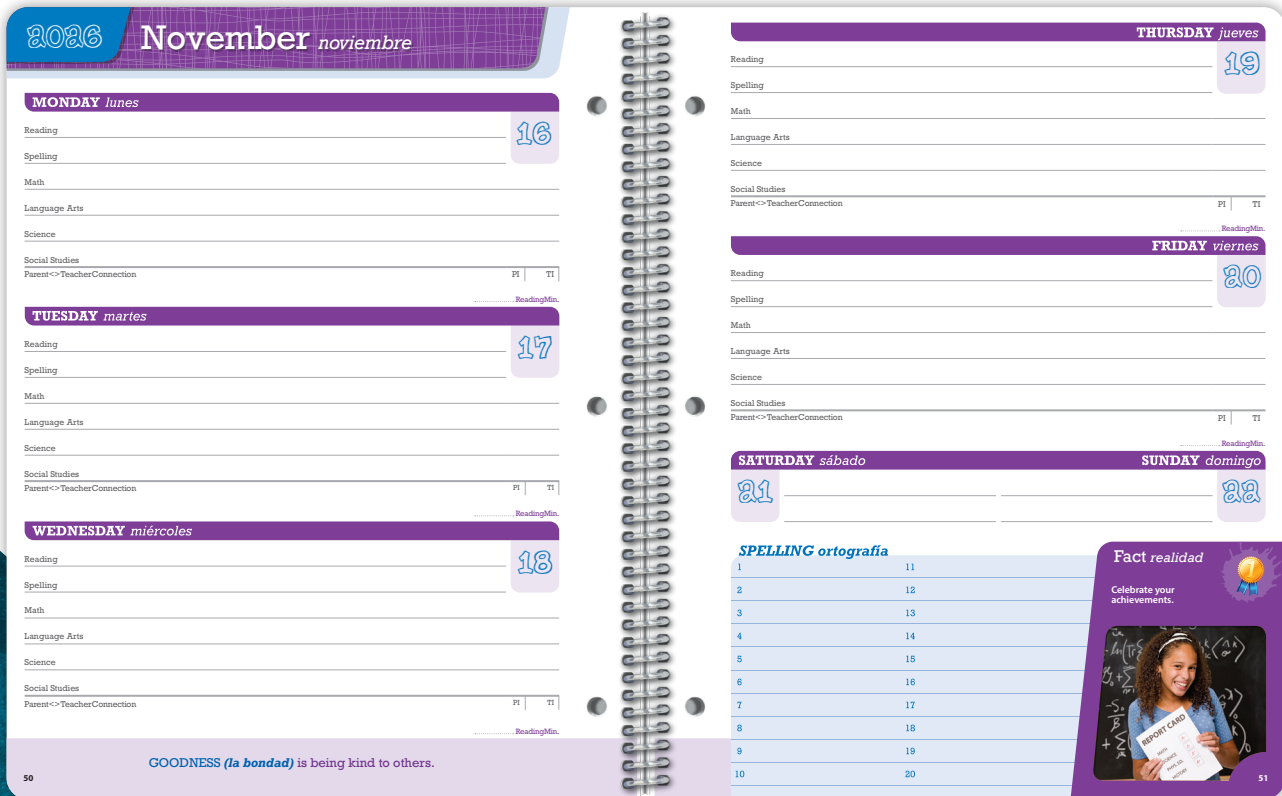 2026 November noviembre
MONDAY lunes
16
Reading
Spelling
Math
Language Arts
Science
Social Studies
Parent<>TeacherConnection PI TI
ReadingMin.
TUESDAY martes
17
Reading
Spelling
Math
Language Arts
Science
Social Studies
Parent<>TeacherConnection PI TI
ReadingMin.
WEDNESDAY miércoles
18
Reading
Spelling
Math
Language Arts
Science
Social Studies
Parent<>TeacherConnection PI TI
ReadingMin.
GOODNESS (la bondad) is being kind to others.
50
THURSDAY jueves
19
Reading
Spelling
Math
Language Arts
Science
Social Studies
Parent<>TeacherConnection PI TI
ReadingMin.
FRIDAY viernes
20
Reading
Spelling
Math
Language Arts
Science
Social Studies
Parent<>TeacherConnection PI TI
ReadingMin.
SATURDAY sábado SUNDAY domingo
21 22
SPELLING ortografía
1 11
2 12
3 13
4 14
5 15
6 16
7 17
8 18
9 19
10 20
Fact realidad
1
Celebrate your
achievements.
REPORT CARD
MATH
SCIENCE
PHYS. ED.
HISTORY
51